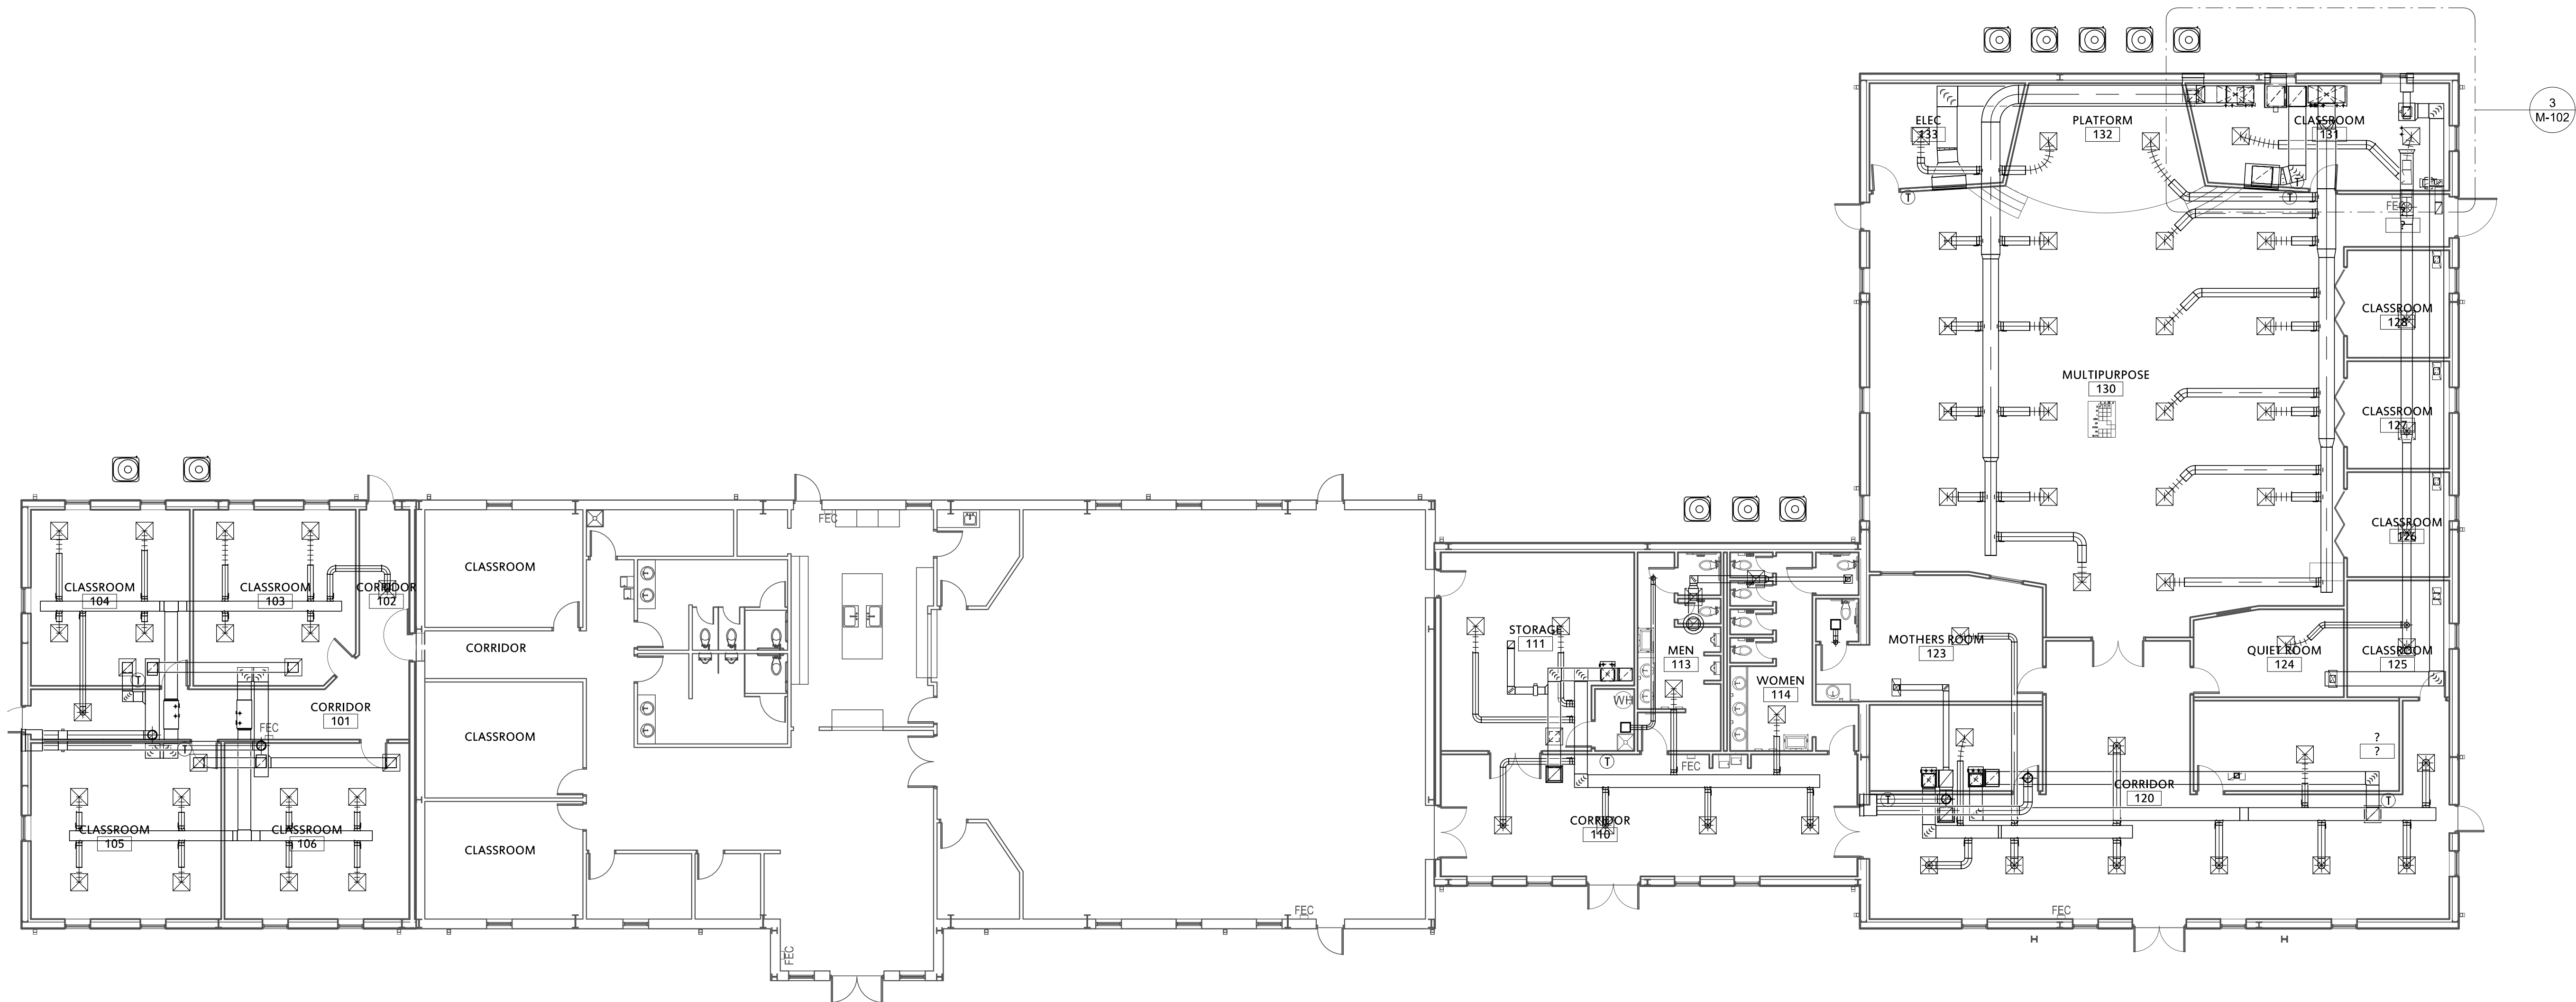 3
M-102
ELEC
133
PLATFORM
132
CLASSROOM
131
T
T
T
FEC
?
CLASSROOM
128
MULTIPURPOSE
130
CLASSROOM
127
CLASSROOM
126
CLASSROOM
104
CLASSROOM
103
CORRIDOR
102
CLASSROOM
CORRIDOR
FEC
STORAGE
111
MEN
113
WOMEN
114
MOTHERS ROOM
123
QUIET ROOM
124
CLASSROOM
125
T
CORRIDOR
101
FEC
T
CLASSROOM
WH
T
FEC
?
?
CORRIDOR
120
T
T
CLASSROOM
105
CLASSROOM
106
CLASSROOM
CORRIDOR
110
FEC
FEC
FEC